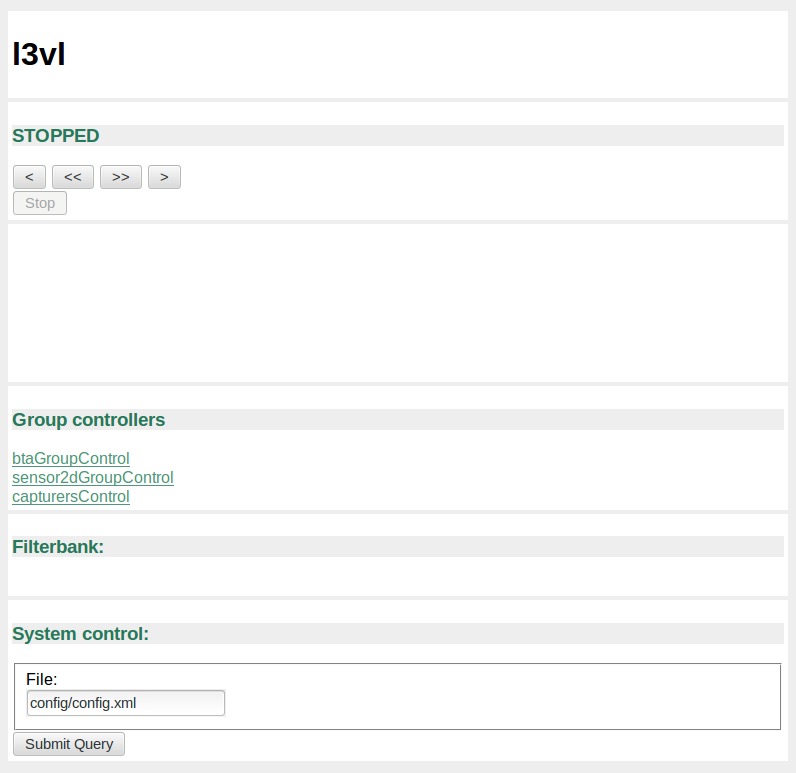 l3vl
STOPPED
< << >> >
Stop
Group controllers
btaGroupControl
sensor2dGroupControl
capturersControl
Filterbank:
System control:
File:
config/config.xml
Submit Query